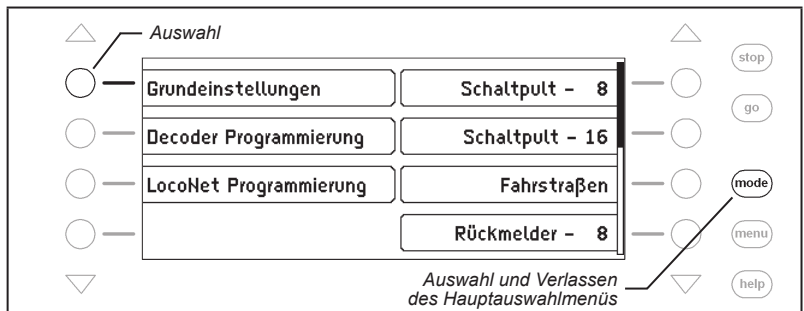 Auswahl
stop
Grundeinstellungen
Schaltpult - 8
go
Decoder Programmierung
Schaltpult - 16
LocoNet Programmierung
Fahrstraßen
mode
Rückmelder - 8
menu
Auswahl und Verlassen
des Hauptauswahlmenüs
help